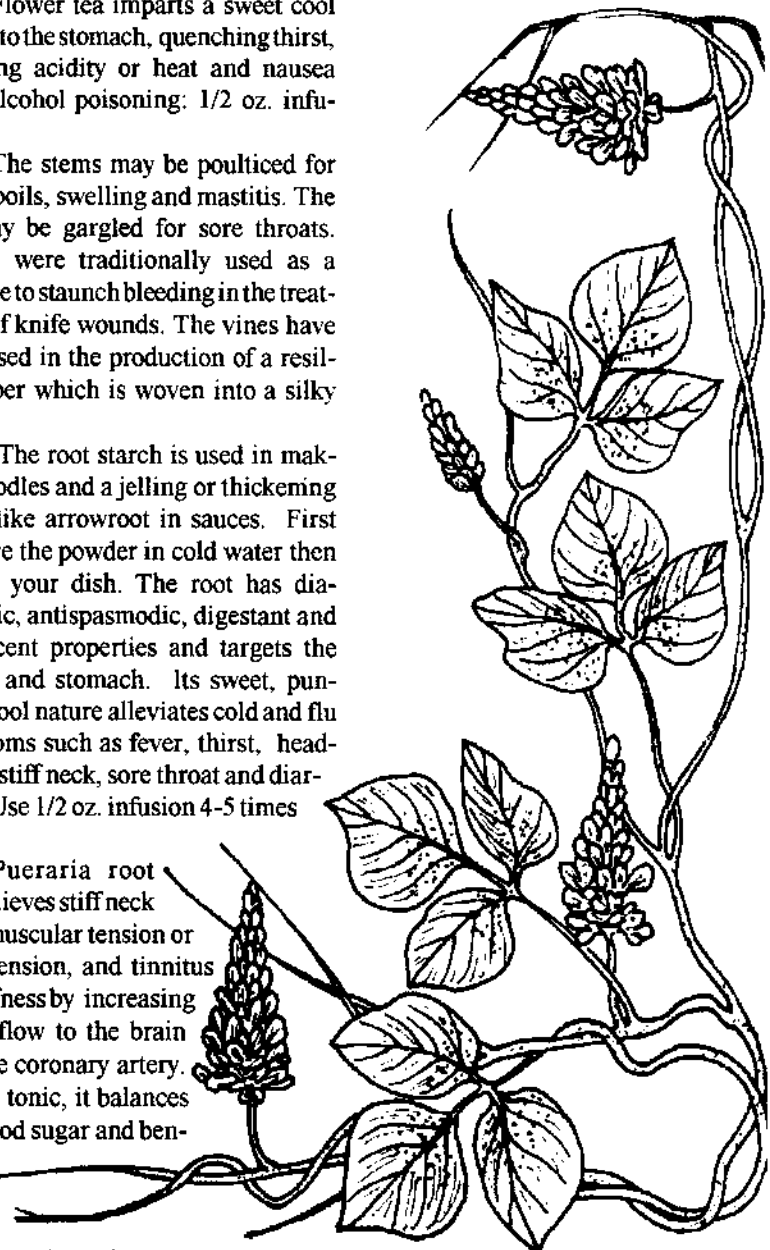 Flower tea imparts a sweet cool
to the stomach, quenching thirst,
ng acidity or heat and nausea
lcohol poisoning: 1/2 oz. infu-
The stems may be poulticed for
boils, swelling and mastitis. The
y be gargled for sore throats.
were traditionally used as a
e to staunch bleeding in the treat-
f knife wounds. The vines have
sed in the production of a resil-
ber which is woven into a silky
The root starch is used in mak-
odles and a jelling or thickening
like arrowroot in sauces. First
e the powder in cold water then
your dish. The root has dia-
ic, antispasmodic, digestant and
cent properties and targets the
and stomach. Its sweet, pun-
ool nature alleviates cold and flu
oms such as fever, thirst, head-
stiff neck, sore throat and diar-
Use 1/2 oz. infusion 4-5 times
Pueraria root
lieves stiff neck
muscular tension or
ension, and tinnitus
fness by increasing
flow to the brain
e coronary artery.
tonic, it balances
od sugar and ben-